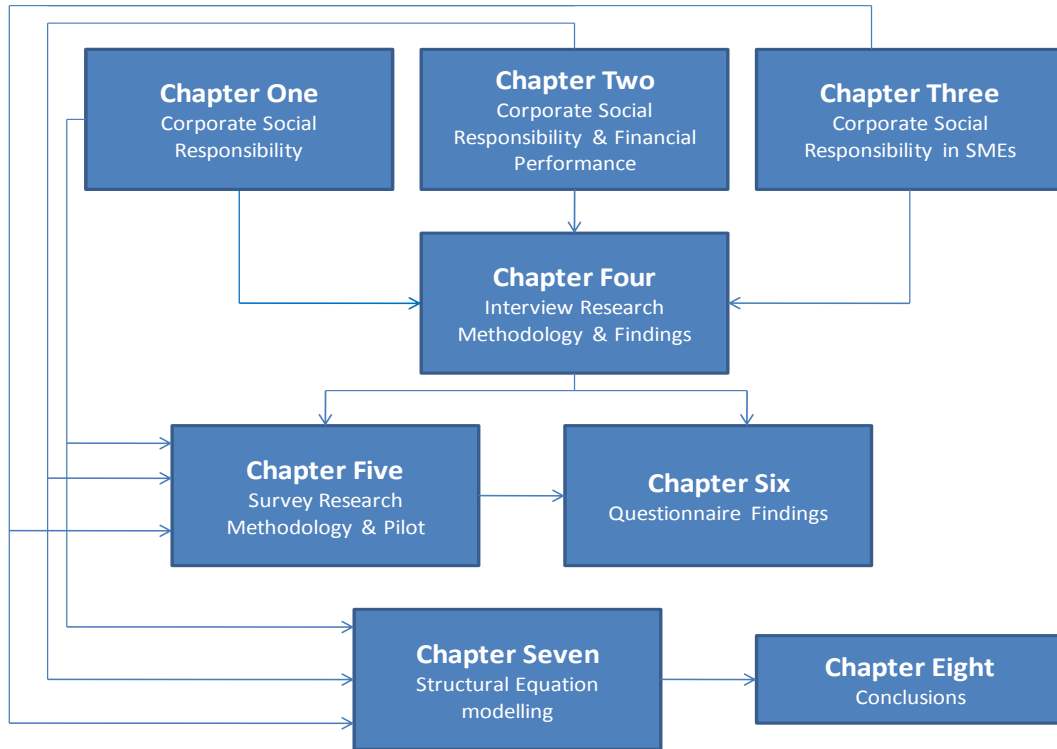 Chapter One
Corporate Social
Responsibility
Chapter Two
Corporate Social
Responsibility & Financial
Performance
Chapter Three
Corporate Social
Responsibility in SMEs
Chapter Four
Interview Research
Methodology & Findings
Chapter Five
Survey Research
Methodology & Pilot
Chapter Six
Questionnaire Findings
Chapter Seven
Structural Equation
modelling
Chapter Eight
Conclusions